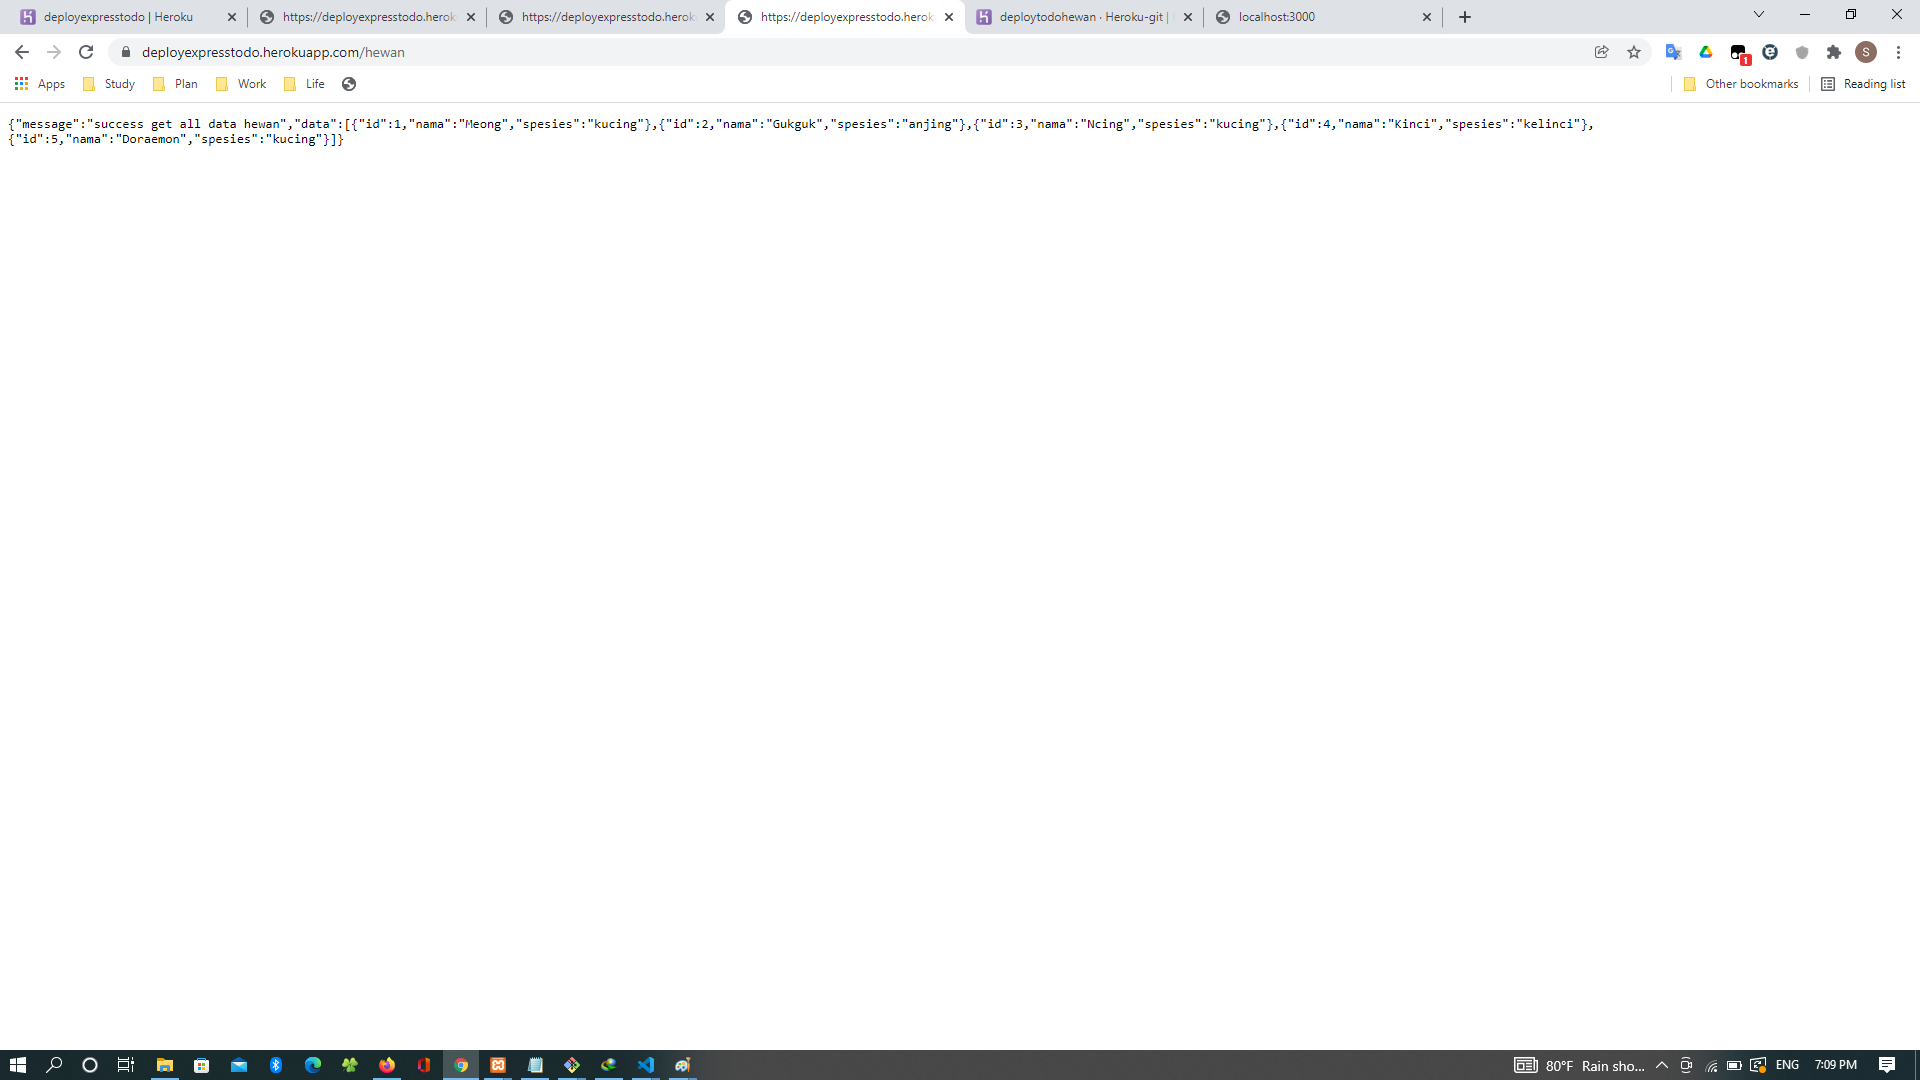 deployexpresstodo | Heroku
https://deployexpresstodo.herok
https://deployexpresstodo.herok
https://deployexpresstodo.herok
deploytodohewan · Heroku-git |
localhost:3000
deployexpresstodo.herokuapp.com/hewan
1
S
Apps
Study
Plan
Work
Life
Other bookmarks
Reading list
{"message":"success get all data hewan","data":[{"id":1,"nama":"Meong","spesies":"kucing"},{"id":2,"nama":"Gukguk","spesies":"anjing"},{"id":3,"nama":"Ncing","spesies":"kucing"},{"id":4,"nama":"Kinci","spesies":"kelinci"},
{"id":5,"nama":"Doraemon","spesies":"kucing"}]}
80°F Rain sho...
ENG
7:09 PM